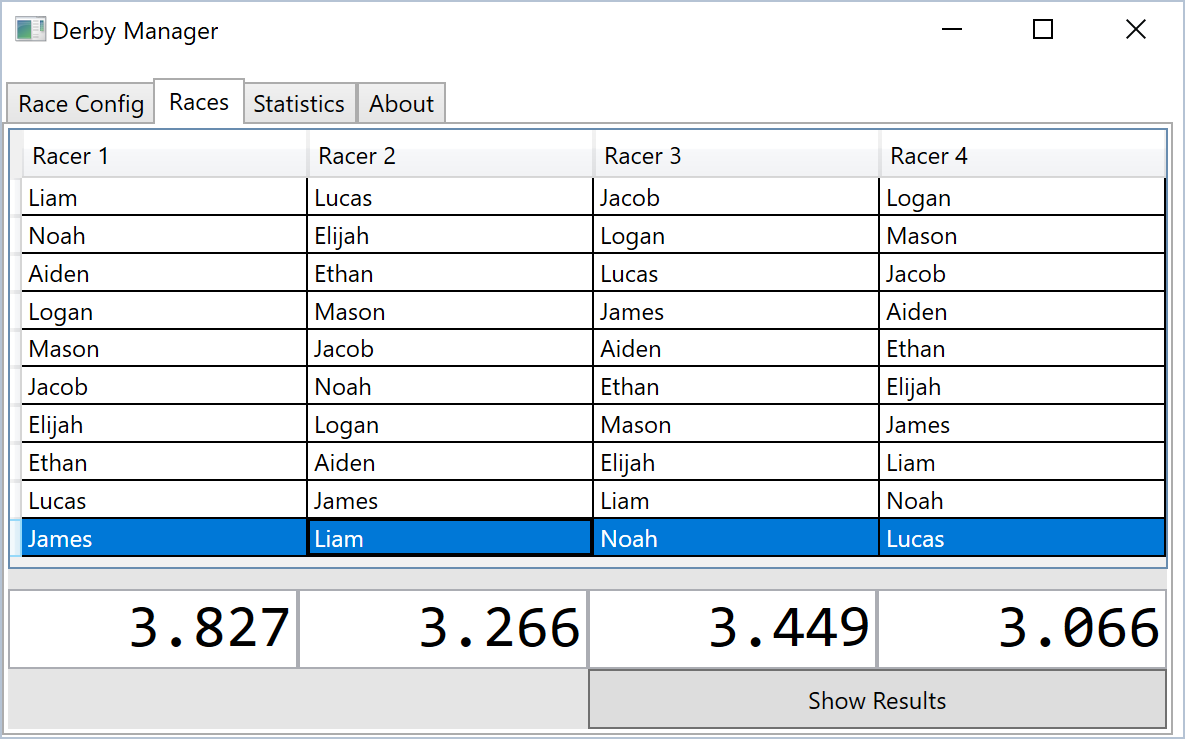 Derby Manager
Race Config Races Statistics About
Racer 1 Racer 2 Racer 3 Racer 4
Liam Lucas Jacob Logan
Noah Elijah Logan Mason
Aiden Ethan Lucas Jacob
Logan Mason James Aiden
Mason Jacob Aiden Ethan
Jacob Noah Ethan Elijah
Elijah Logan Mason James
Ethan Aiden Elijah Liam
Lucas James Liam Noah
James Liam Noah Lucas
3.827 3.266 3.449 3.066
Show Results